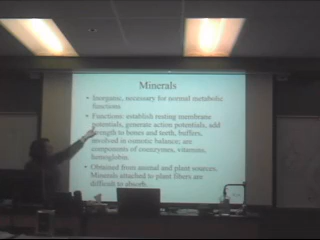 Minerals
• Inorganic, necessary for normal metabolic
functions
• Functions: establish resting membrane
potentials, generate action potentials, add
strength to bones and teeth, buffers,
involved in osmotic balance; are
components of coenzymes, vitamins,
hemoglobin.
• Obtained from animal and plant sources.
Minerals attached to plant fibers are
difficult to absorb.